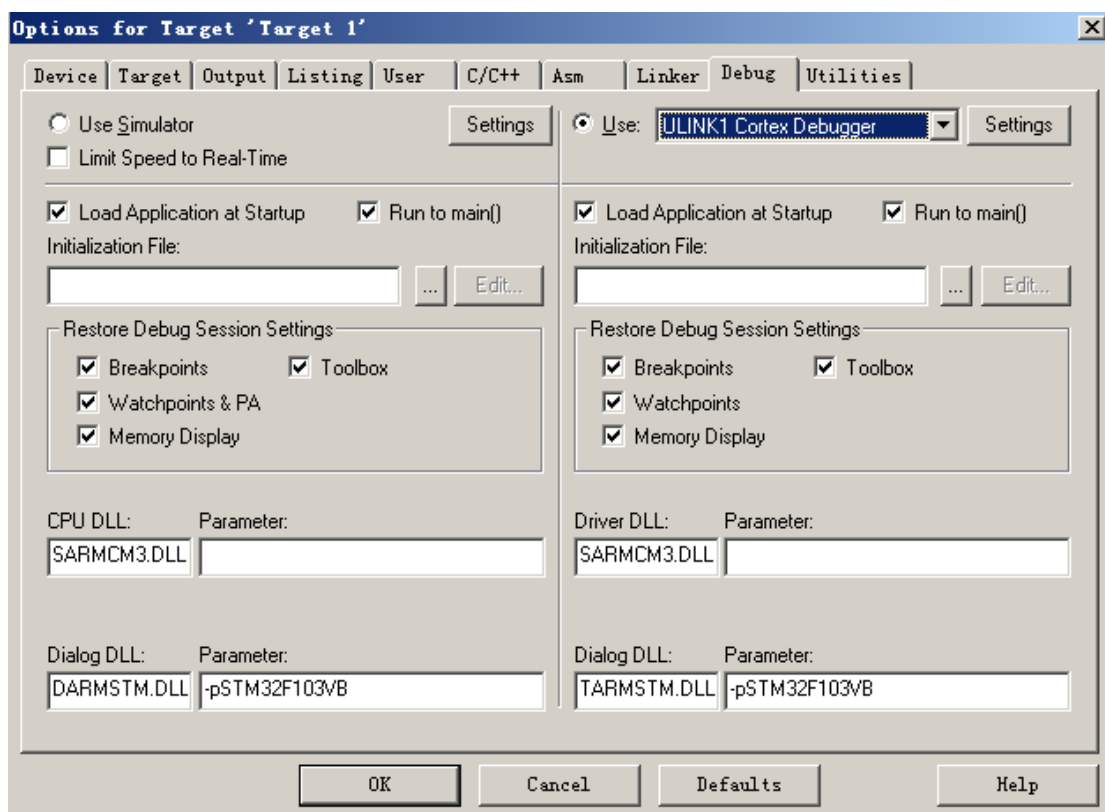 Options for Target 'Target 1'
Device Target Output Listing User C/C++ Asm Linker Debug Utilities
Use Simulator Settings
Limit Speed to Real-Time
Use: ULINK1 Cortex Debugger Settings
Load Application at Startup Run to main()
Initialization File:
... Edit...
Restore Debug Session Settings
Breakpoints Toolbox
Watchpoints & PA
Memory Display
CPU DLL: Parameter:
SARMCM3.DLL
Dialog DLL: Parameter:
DARMSTM.DLL -pSTM32F103VB
Load Application at Startup Run to main()
Initialization File:
... Edit...
Restore Debug Session Settings
Breakpoints Toolbox
Watchpoints
Memory Display
Driver DLL: Parameter:
SARMCM3.DLL
Dialog DLL: Parameter:
TARMSTM.DLL -pSTM32F103VB
OK Cancel Defaults Help